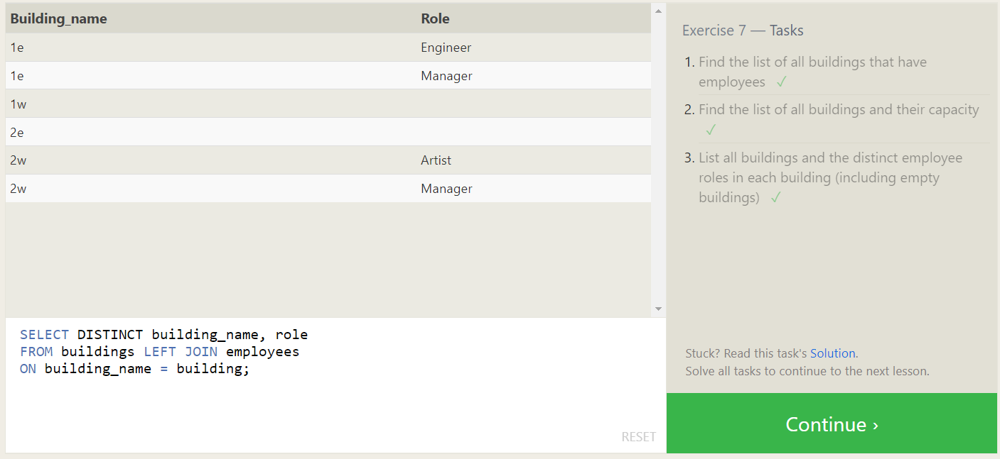 Building_name Role
1e Engineer
1e Manager
1w
2e
2w Artist
2w Manager
SELECT DISTINCT building_name, role
FROM buildings LEFT JOIN employees
ON building_name = building;
RESET
Exercise 7 — Tasks
1. Find the list of all buildings that have
employees ✓
2. Find the list of all buildings and their capacity
✓
3. List all buildings and the distinct employee
roles in each building (including empty
buildings) ✓
Stuck? Read this task's Solution.
Solve all tasks to continue to the next lesson.
Continue ›